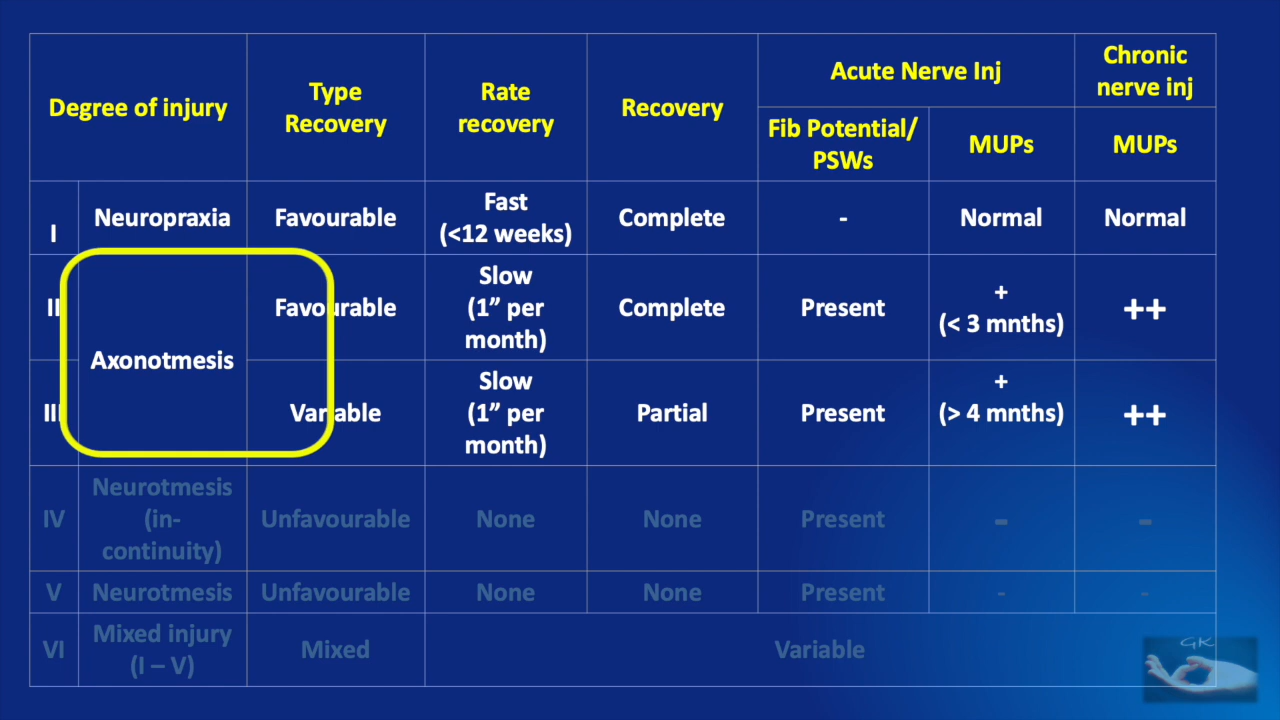 Degree of injury
Type
Recovery
Rate
recovery
Recovery
Acute Nerve Inj
Chronic
nerve inj
Fib Potential/
PSWs
MUPs
MUPs
I
Neuropraxia
Favourable
Fast
(<12 weeks)
Complete
-
Normal
Normal
II
Axonotmesis
Favourable
Slow
(1” per
month)
Complete
Present
+
(< 3 mnths)
++
III
Variable
Slow
(1” per
month)
Partial
Present
+
(> 4 mnths)
++
IV
Neurotmesis
(in-
continuity)
Unfavourable
None
None
Present
-
-
V
Neurotmesis
Unfavourable
None
None
Present
-
-
VI
Mixed injury
(I – V)
Mixed
Variable
GK